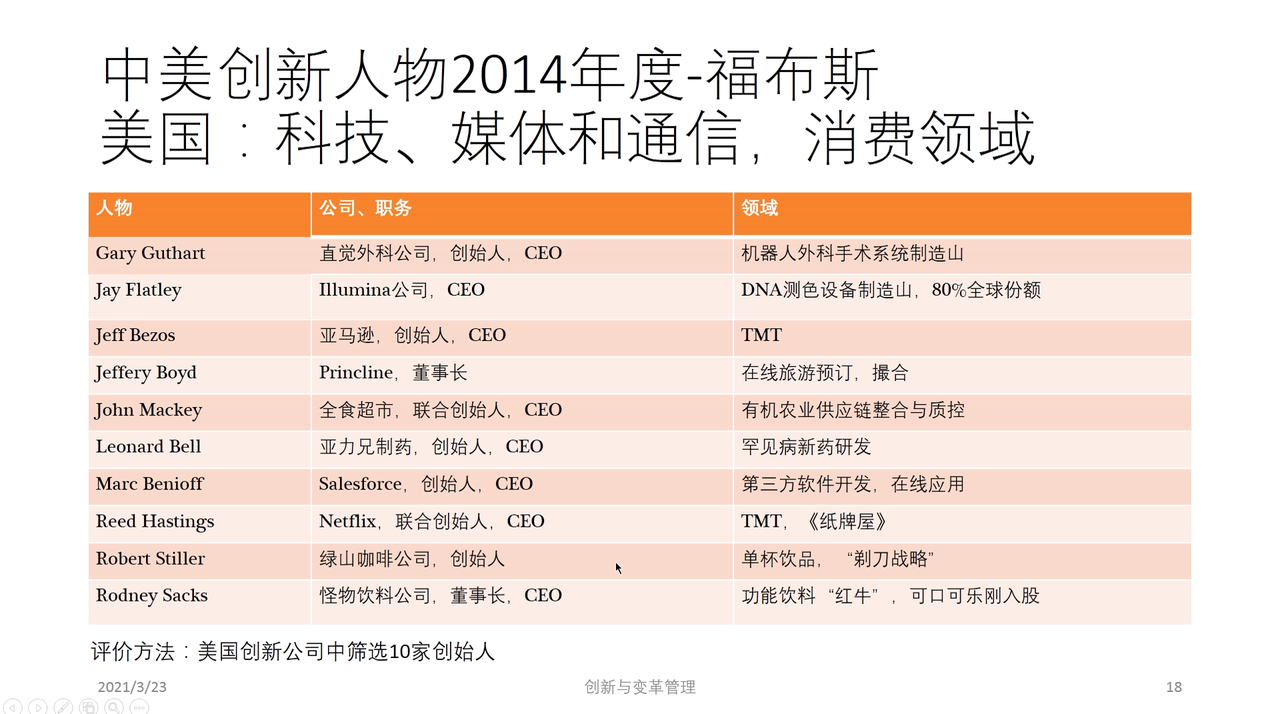 中美创新人物2014年度-福布斯
美国：科技、媒体和通信，消费领域
人物 公司、职务 领域
Gary Guthart 直觉外科公司，创始人，CEO 机器人外科手术系统制造山
Jay Flatley Illumina公司，CEO DNA测色设备制造山，80%全球份额
Jeff Bezos 亚马逊，创始人，CEO TMT
Jeffery Boyd Princline，董事长 在线旅游预订，撮合
John Mackey 全食超市，联合创始人，CEO 有机农业供应链整合与质控
Leonard Bell 亚力兄制药，创始人，CEO 罕见病新药研发
Marc Benioff Salesforce，创始人，CEO 第三方软件开发，在线应用
Reed Hastings Netflix，联合创始人，CEO TMT，《纸牌屋》
Robert Stiller 绿山咖啡公司，创始人 单杯饮品，“剃刀战略”
Rodney Sacks 怪物饮料公司，董事长，CEO 功能饮料“红牛”，可口可乐刚入股
评价方法：美国创新公司中筛选10家创始人
2021/3/23 创新与变革管理 18